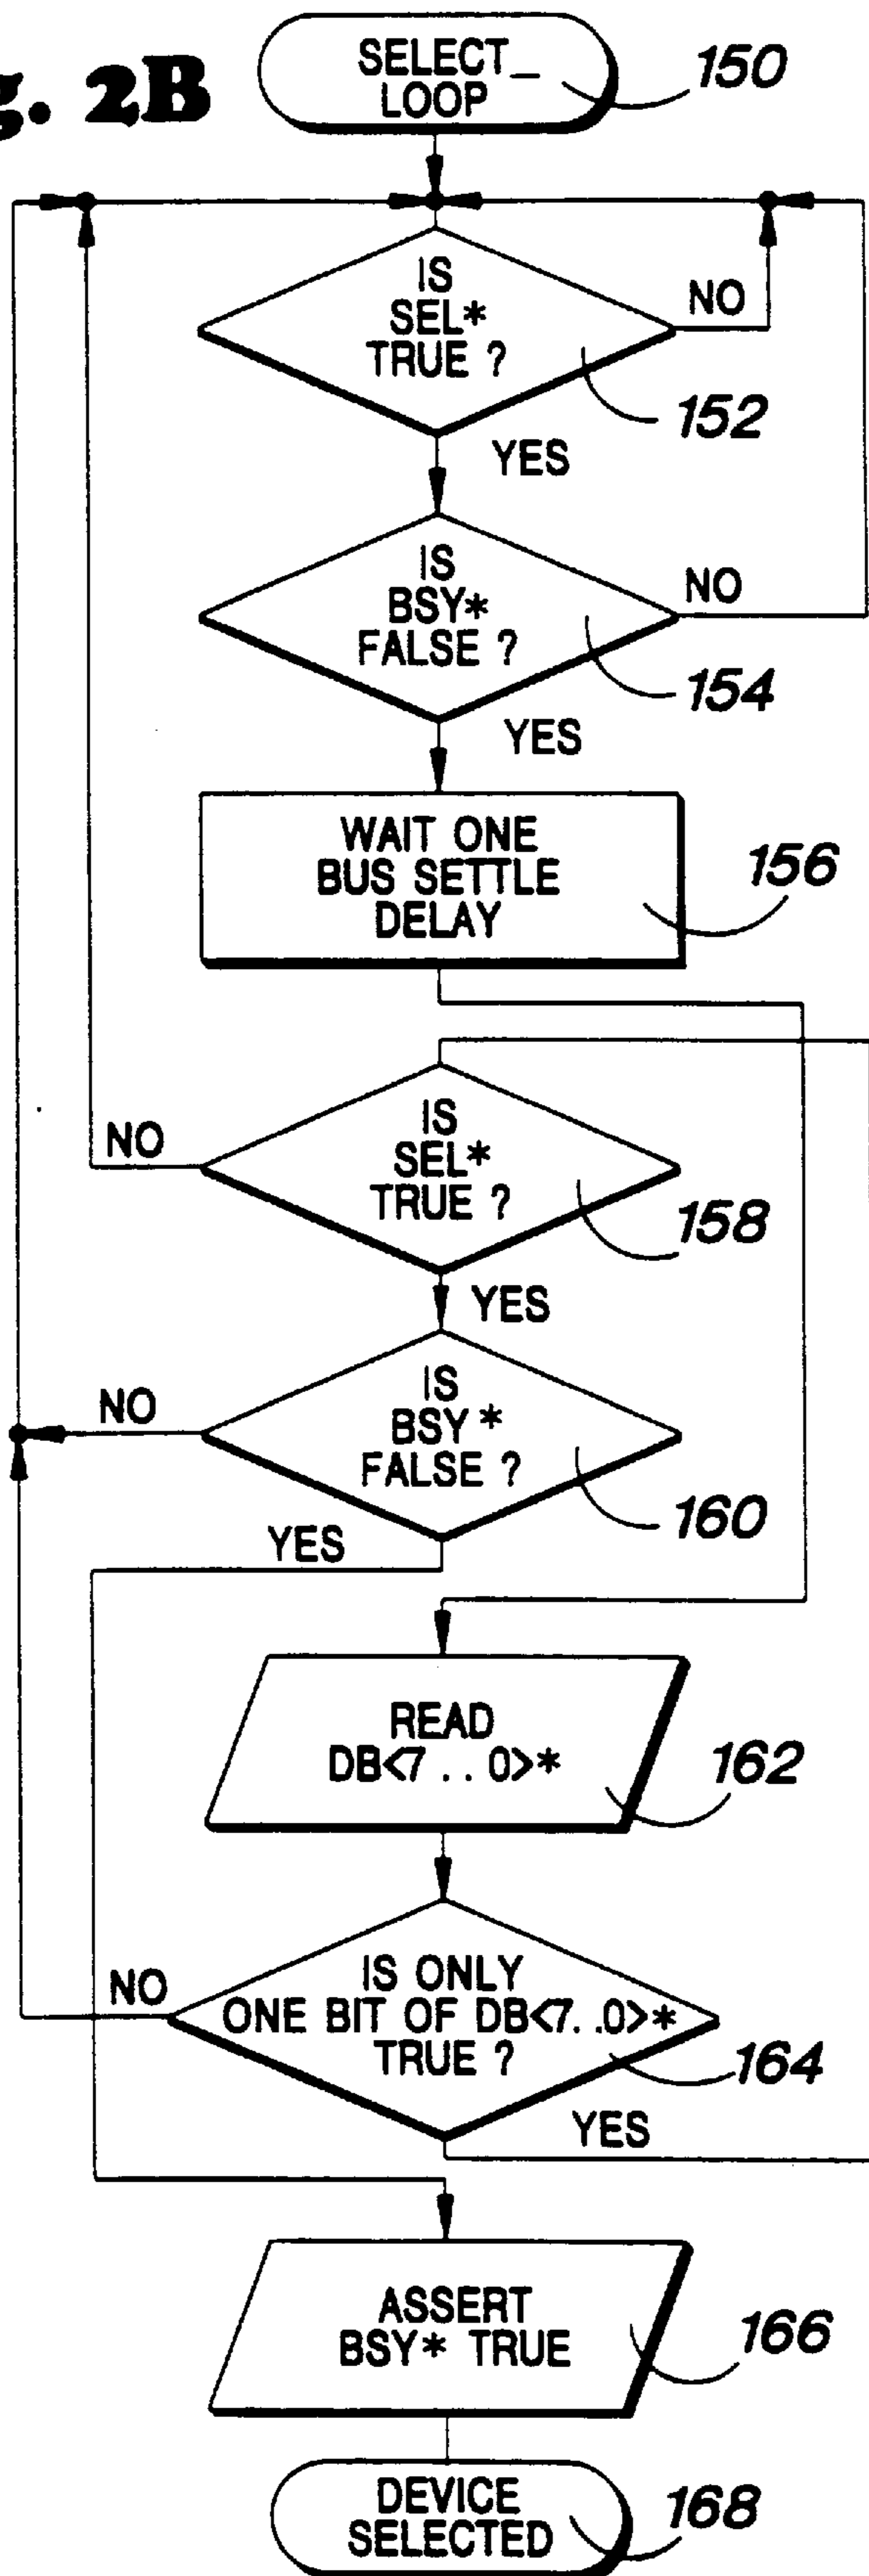 g. 2B
SELECT_
LOOP
150
IS
SEL*
TRUE ?
NO
152
YES
IS
BSY*
FALSE ?
NO
154
YES
WAIT ONE
BUS SETTLE
DELAY
156
IS
SEL*
TRUE ?
NO
158
YES
IS
BSY *
FALSE ?
NO
160
YES
READ
DB<7 . . 0>*
162
IS ONLY
ONE BIT OF DB<7. .0>*
TRUE ?
NO
164
YES
ASSERT
BSY* TRUE
166
DEVICE
SELECTED
168